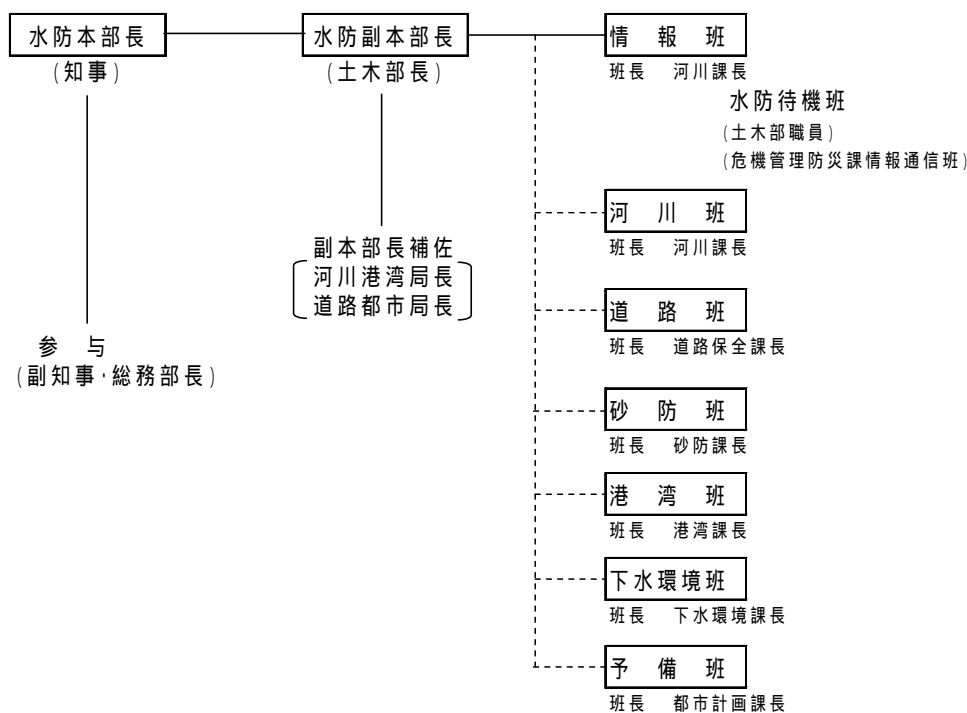 水防本部長
(知事)
参　与
(副知事・総務部長)
水防副本部長
(土木部長)
副本部長補佐
河川港湾局長
道路都市局長
情　報　班
班長　河川課長
水防待機班
(土木部職員)
(危機管理防災課情報通信班)
河　川　班
班長　河川課長
道　路　班
班長　道路保全課長
砂　防　班
班長　砂防課長
港　湾　班
班長　港湾課長
下水環境班
班長　下水環境課長
予　備　班
班長　都市計画課長